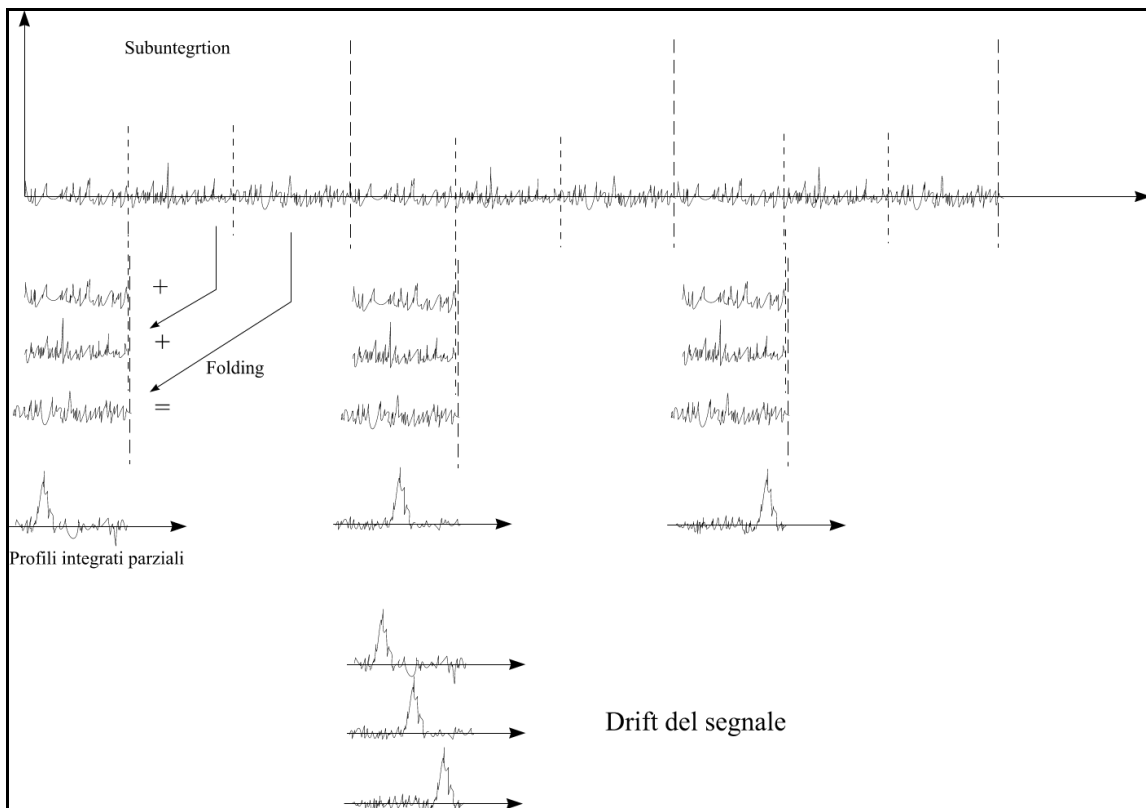 Subuntegrtion
+
+
Folding
=
Profili integrati parziali
Drift del segnale